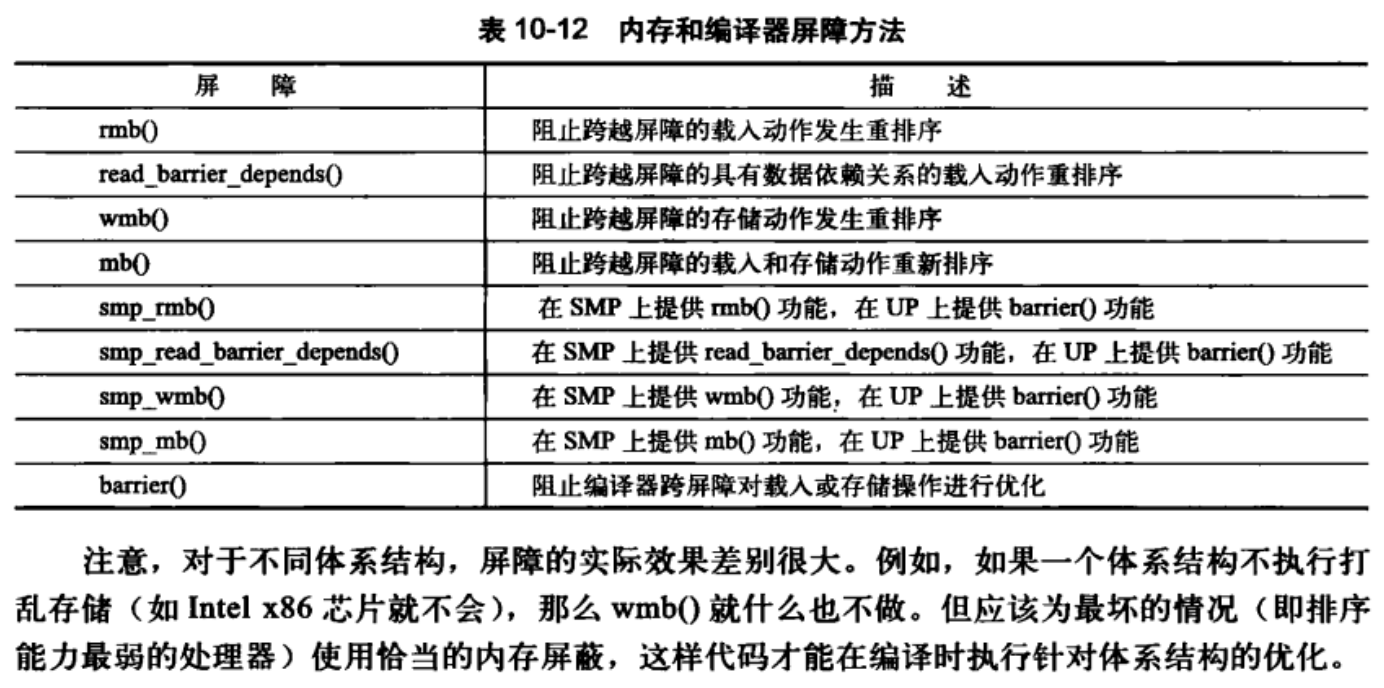 表 10-12 内存和编译器屏障方法
屏 障 描 述
rmb() 阻止跨越屏障的载入动作发生重排序
read_barrier_depends() 阻止跨越屏障的具有数据依赖关系的载入动作重排序
wmb() 阻止跨越屏障的存储动作发生重排序
mb() 阻止跨越屏障的载入和存储动作重新排序
smp_rmb() 在 SMP 上提供 rmb() 功能，在 UP 上提供 barrier() 功能
smp_read_barrier_depends() 在 SMP 上提供 read_barrier_depends() 功能，在 UP 上提供 barrier() 功能
smp_wmb() 在 SMP 上提供 wmb() 功能，在 UP 上提供 barrier() 功能
smp_mb() 在 SMP 上提供 mb() 功能，在 UP 上提供 barrier() 功能
barrier() 阻止编译器跨屏障对载入或存储操作进行优化
注意，对于不同体系结构，屏障的实际效果差别很大。例如，如果一个体系结构不执行打
乱存储（如 Intel x86 芯片就不会），那么 wmb() 就什么也不做。但应该为最坏的情况（即排序
能力最弱的处理器）使用恰当的内存屏蔽，这样代码才能在编译时执行针对体系结构的优化。